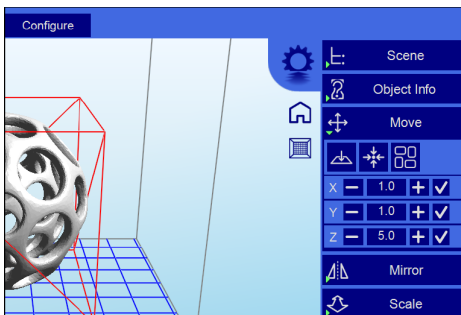 Configure
Scene
Object Info
Move
X 1.0
Y 1.0
Z 5.0
Mirror
Scale